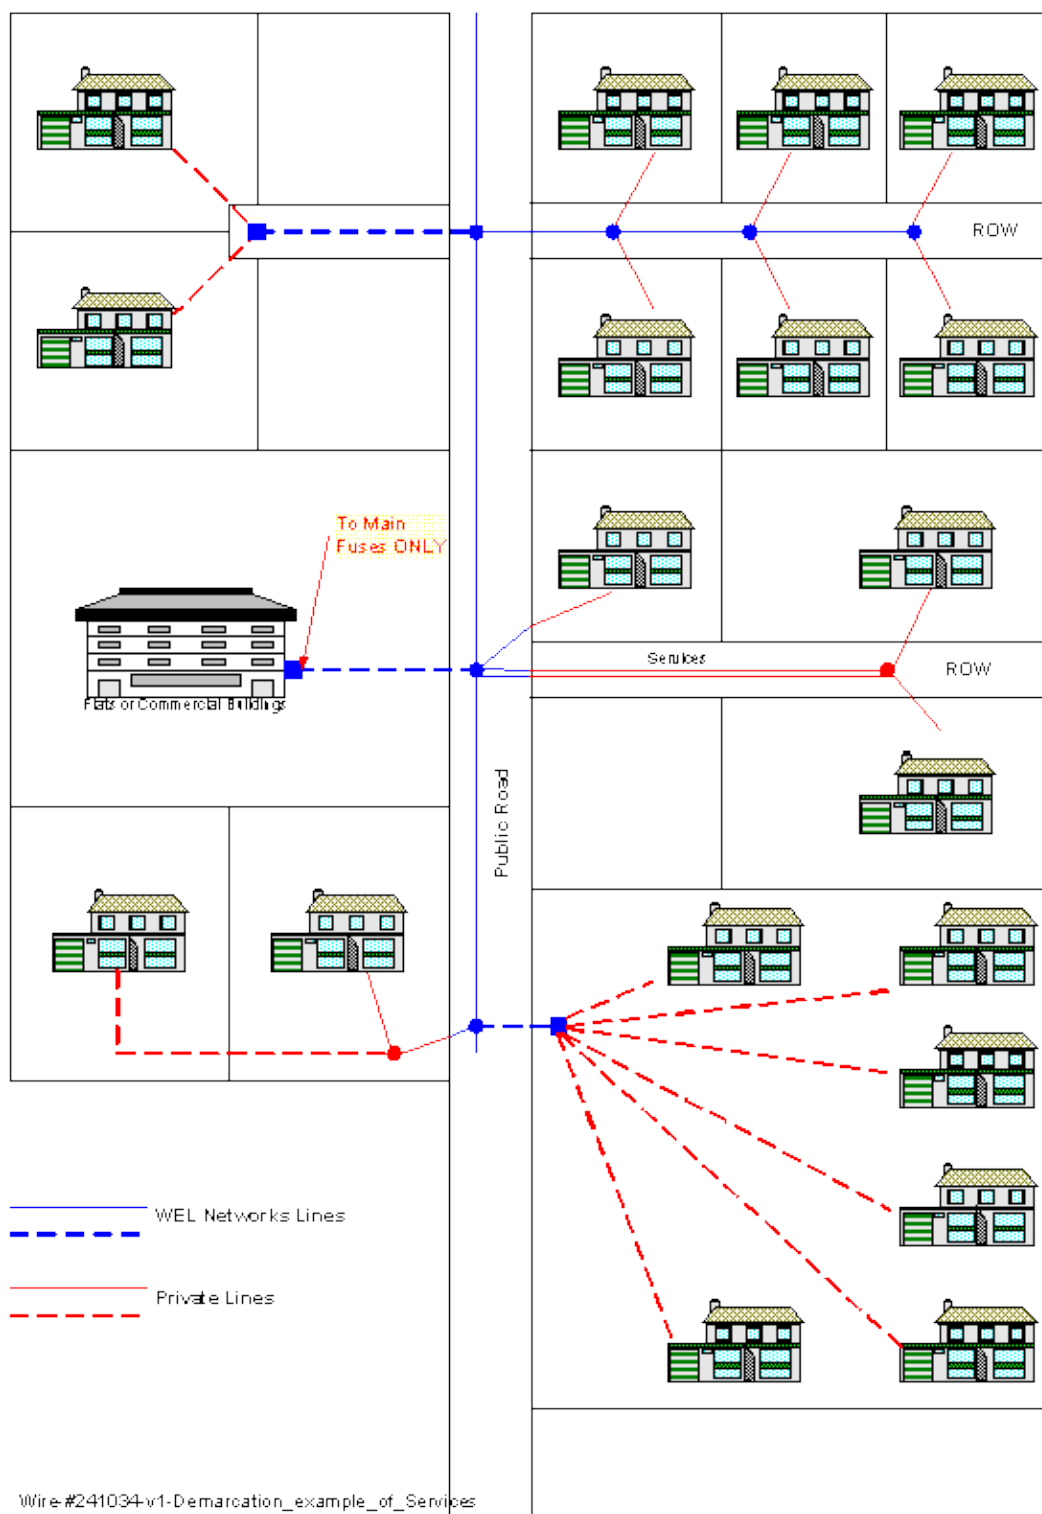 ROW
To Main
Fuses ONLY
Services
ROW
Flats or Commercial Buildings
Public Road
WEL Networks Lines
Private Lines
Wire-#241034-v1-Demarcation_example_of_Services